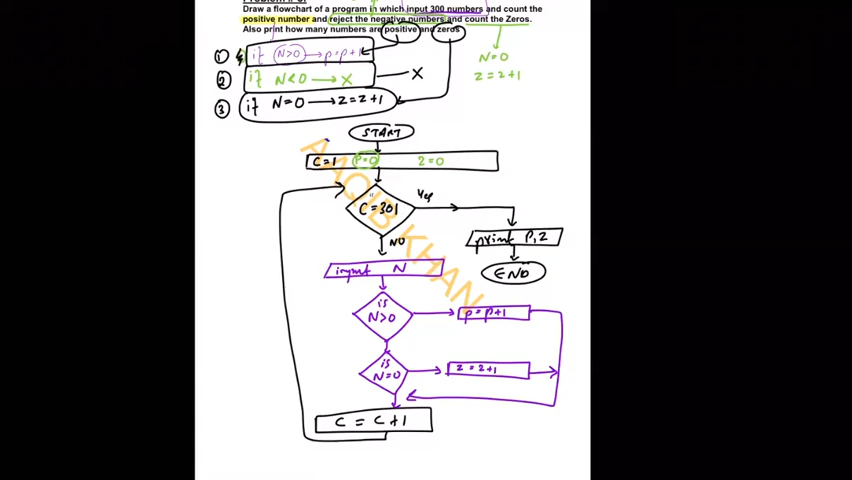 Draw a flowchart of a program in which input 300 numbers and count the
positive number and reject the negative numbers and count the Zeros.
Also print how many numbers are positive and zeros
① if N>0 → P=P+1
② if N<0 → X — X
③ if N=0 → Z=Z+1
N=0
Z=Z+1
START
C=1 P=0 Z=0
C=301
Yes
NO
print P,Z
END
input N
is
N>0
P=P+1
is
N=0
Z=Z+1
C = C+1
AAQIB KHAN